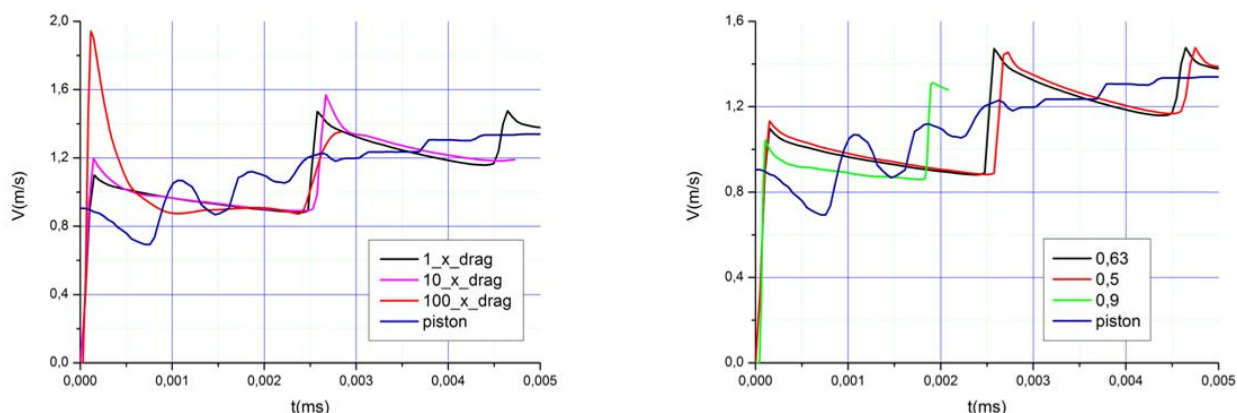 2,0
1,6
1,2
0,8
0,4
0,0
V(m/s)
0,000 0,001 0,002 0,003 0,004 0,005
t(ms)
1_x_drag
10_x_drag
100_x_drag
piston
1,6
1,2
0,8
0,4
0,0
V(m/s)
0,000 0,001 0,002 0,003 0,004 0,005
t(ms)
0,63
0,5
0,9
piston